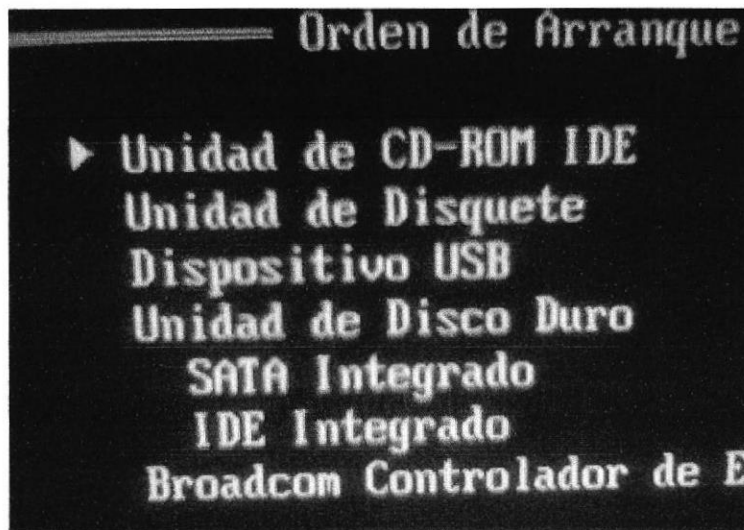 Orden de Arranque
Unidad de CD-ROM IDE
Unidad de Disquete
Dispositivo USB
Unidad de Disco Duro
SATA Integrado
IDE Integrado
Broadcom Controlador de E